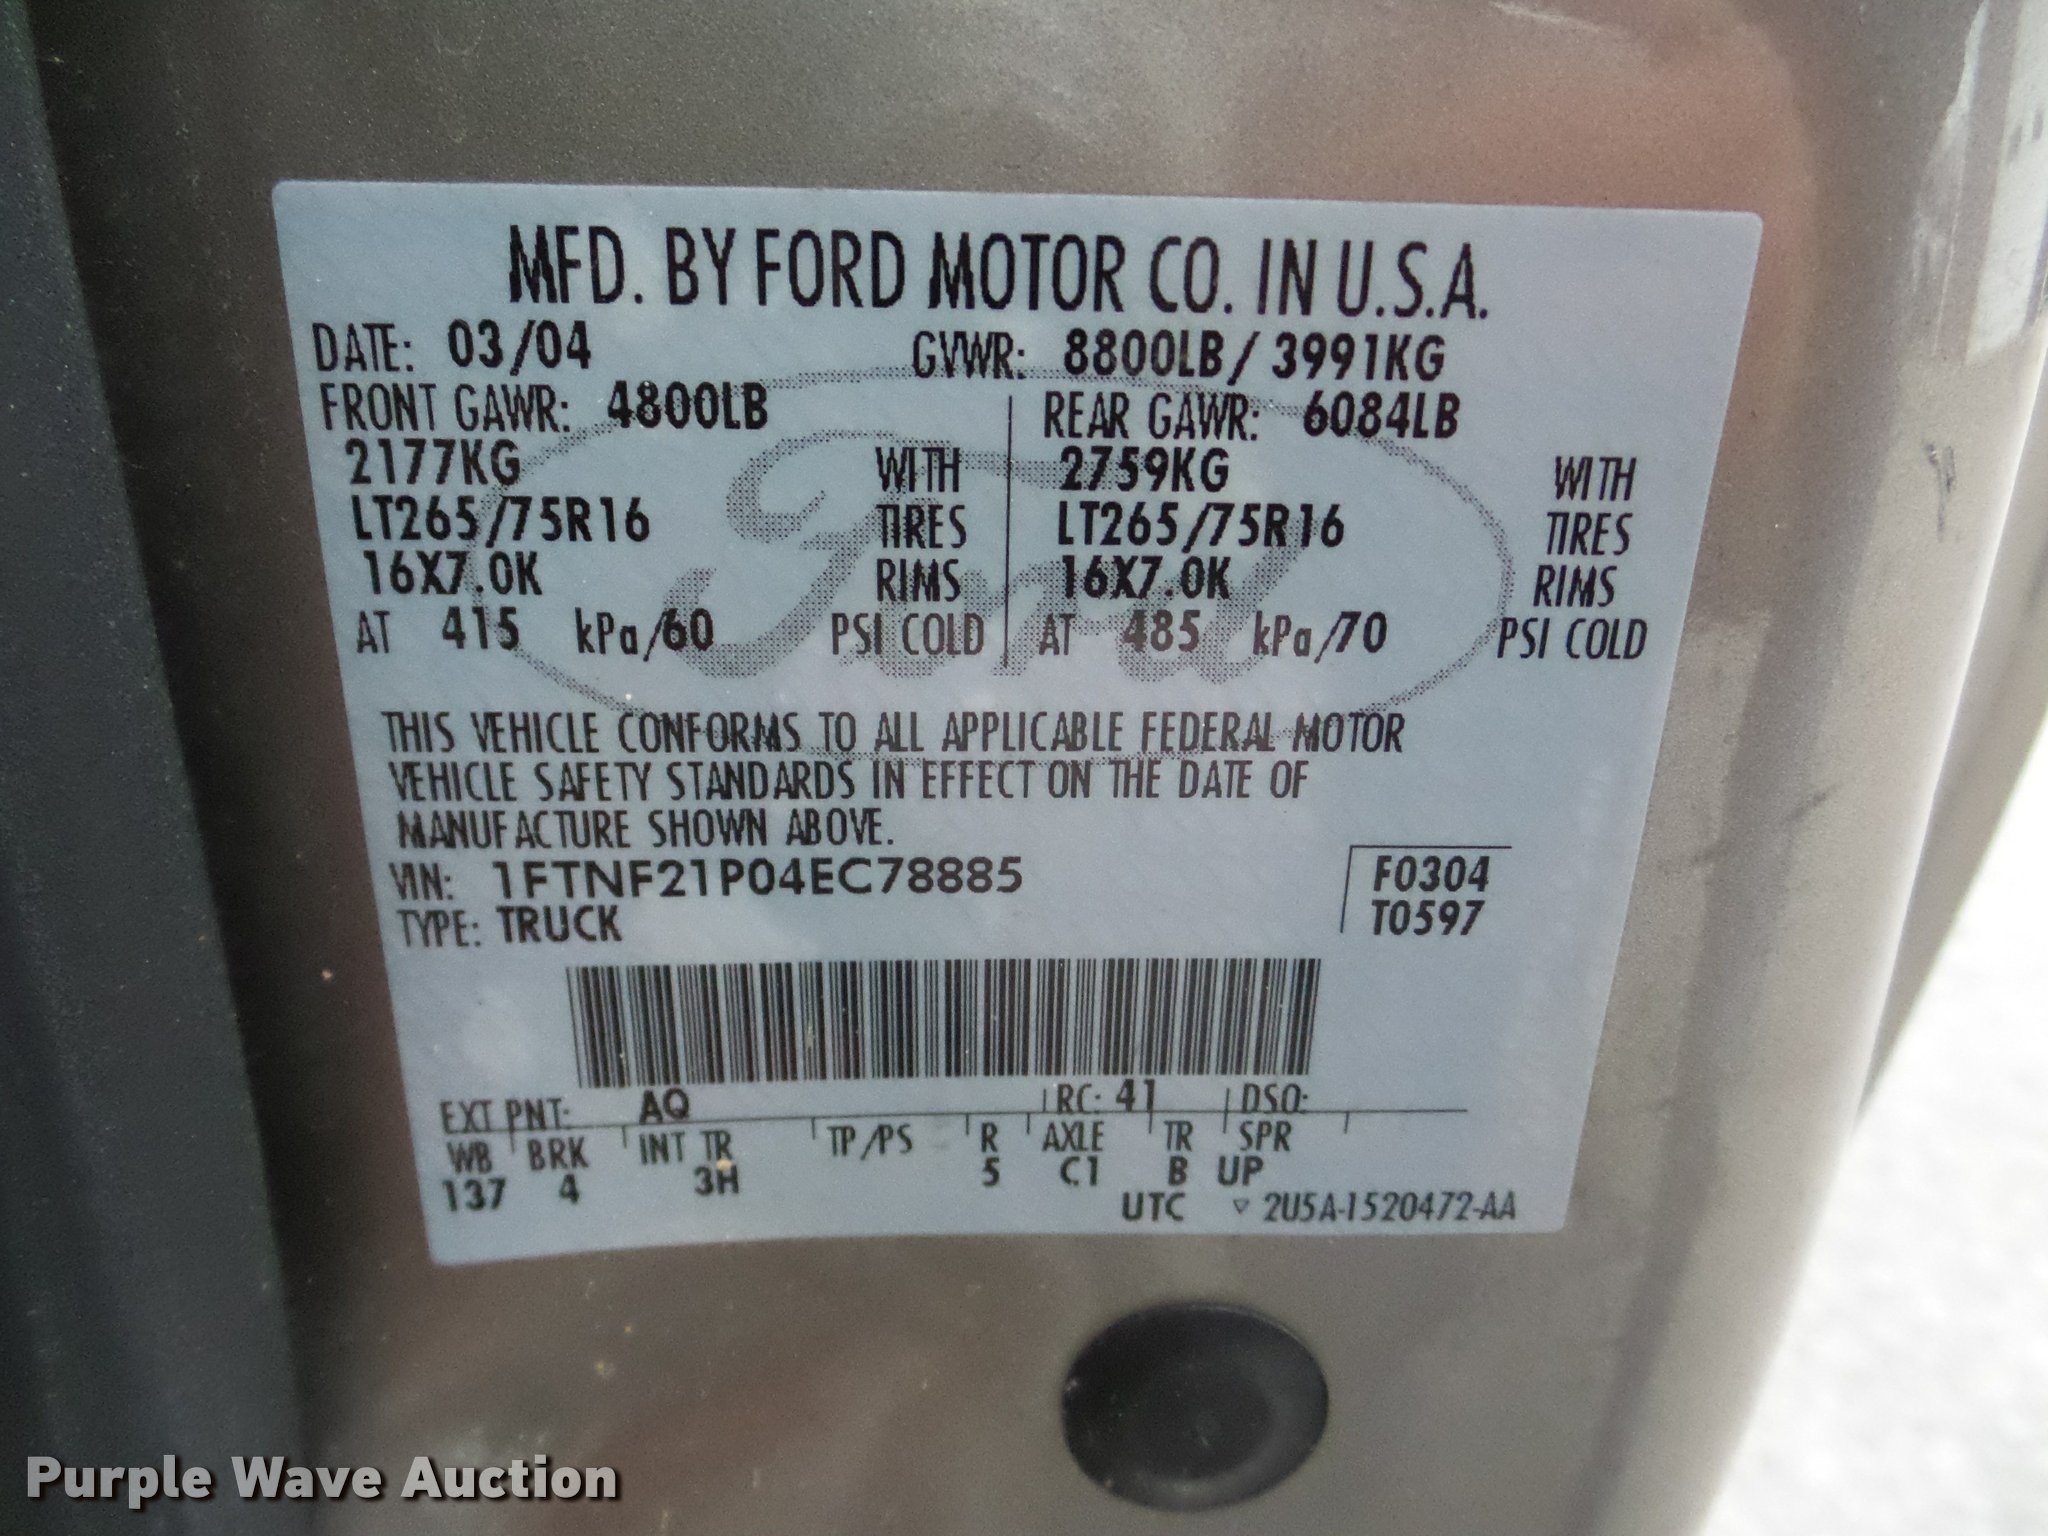 MFD. BY FORD MOTOR CO. IN U.S.A.
DATE: 03/04 GVWR: 8800LB/3991KG
FRONT GAWR: 4800LB REAR GAWR: 6084LB
2177KG WITH 2759KG WITH
LT265/75R16 TIRES LT265/75R16 TIRES
16X7.0K RIMS 16X7.0K RIMS
AT 415 kPa/60 PSI COLD AT 485 kPa/70 PSI COLD
Ford
THIS VEHICLE CONFORMS TO ALL APPLICABLE FEDERAL MOTOR
VEHICLE SAFETY STANDARDS IN EFFECT ON THE DATE OF
MANUFACTURE SHOWN ABOVE.
VIN: 1FTNF21P04EC78885 F0304
TYPE: TRUCK T0597
EXT PNT: AQ RC: 41 DSO:
WB BRK INT TR TP/PS R AXLE TR SPR
137 4 3H 5 C1 B UP
UTC ▽ 2U5A-1520472-AA
Purple Wave Auction